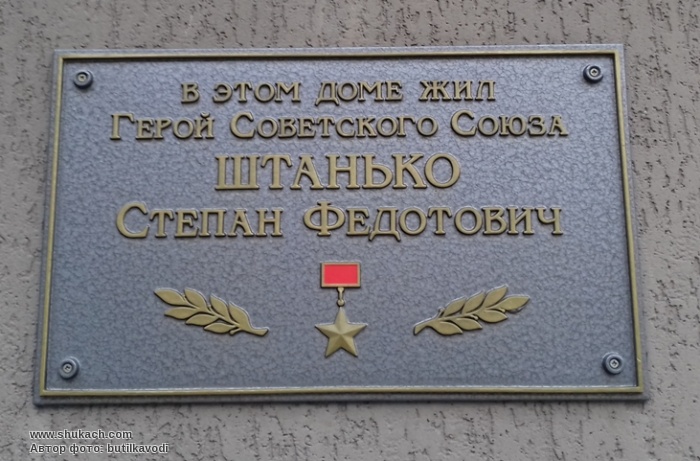 В ЭТОМ ДОМЕ ЖИЛ
ГЕРОЙ СОВЕТСКОГО СОЮЗА
ШТАНЬКО
СТЕПАН ФЕДОТОВИЧ
www.shukach.com
Автор фото: butilkavodi